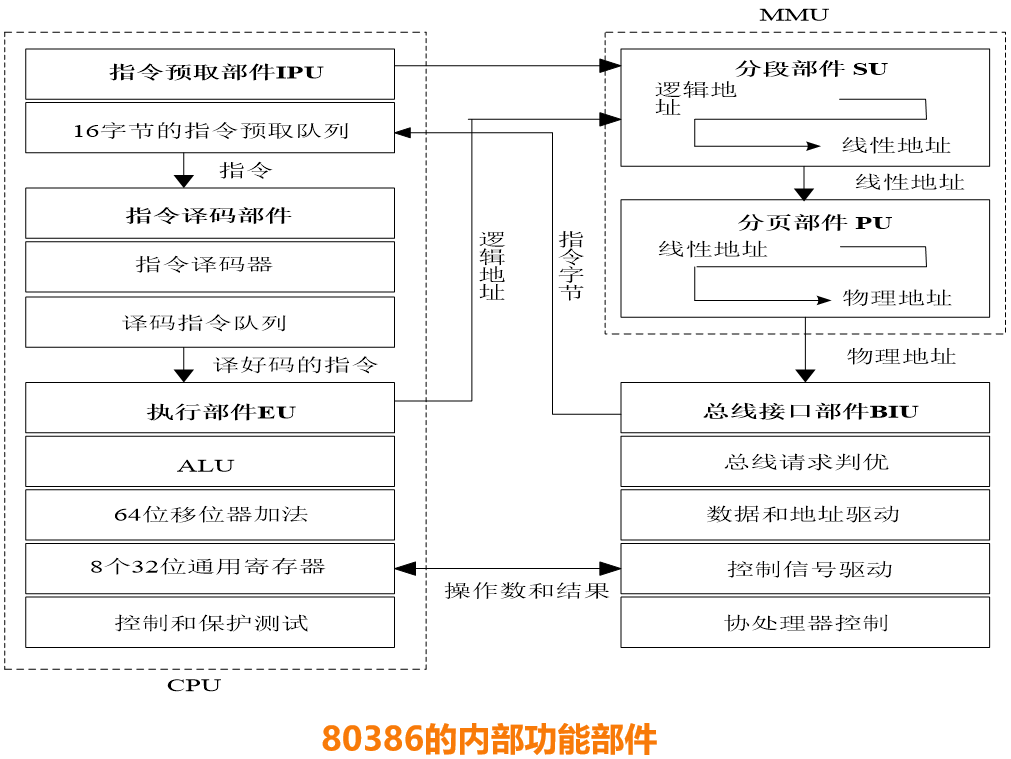 MMU
指令预取部件IPU
16字节的指令预取队列
指令
指令译码部件
指令译码器
译码指令队列
译好码的指令
执行部件EU
ALU
64位移位器加法
8个32位通用寄存器
控制和保护测试
CPU
逻辑地址
指令字节
操作数和结果
分段部件 SU
逻辑地
址
线性地址
线性地址
分页部件 PU
线性地址
物理地址
物理地址
总线接口部件BIU
总线请求判优
数据和地址驱动
控制信号驱动
协处理器控制
80386的内部功能部件